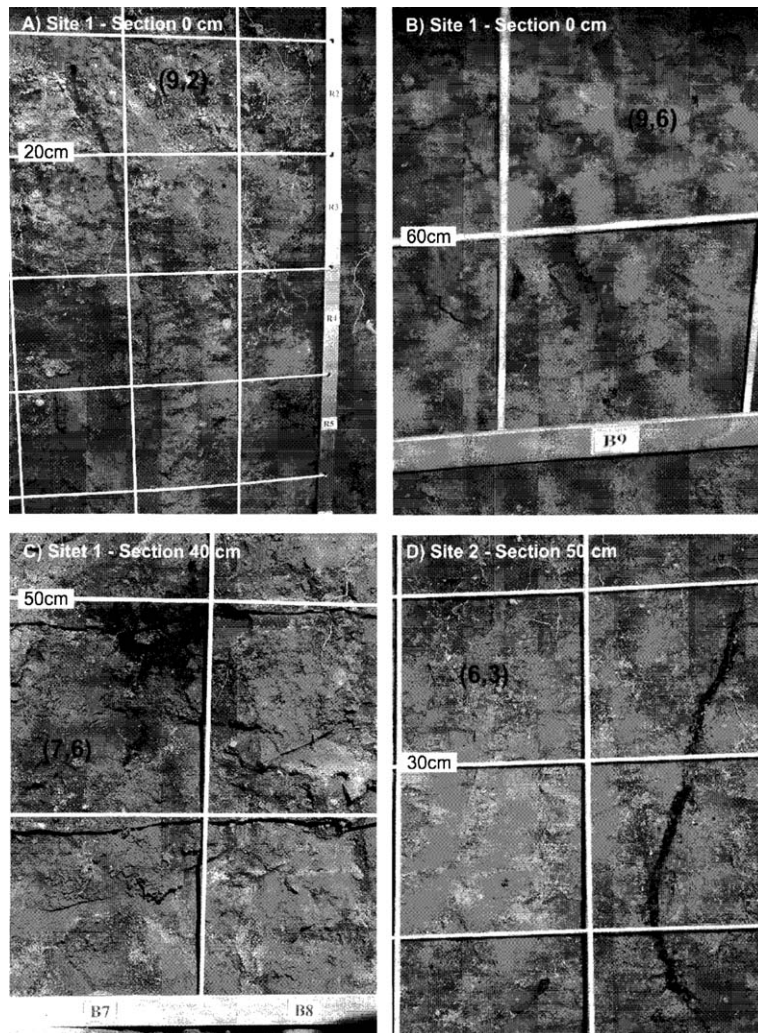 A) Site 1 - Section 0 cm
(9,2)
R2
20cm
R3
R4
R5
B) Site 1 - Section 0 cm
(9,6)
60cm
B9
C) Sitet 1 - Section 40 cm
50cm
(7,6)
B7
B8
D) Site 2 - Section 50 cm
(6,3)
30cm